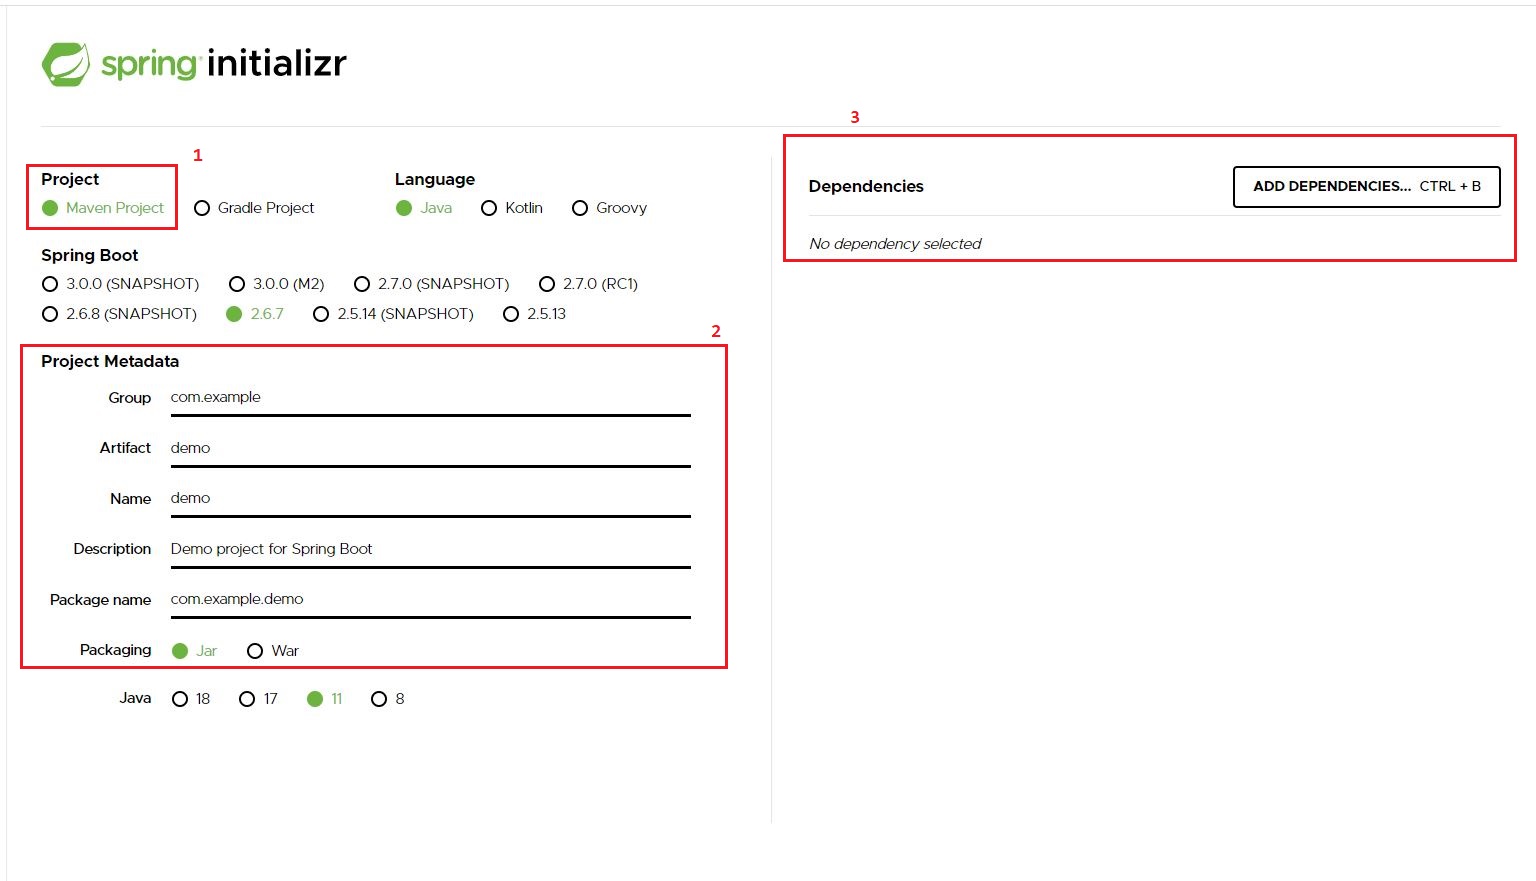 spring initializr
3
1
Project Language
Maven Project Gradle Project Java Kotlin Groovy
Spring Boot
3.0.0 (SNAPSHOT) 3.0.0 (M2) 2.7.0 (SNAPSHOT) 2.7.0 (RC1)
2.6.8 (SNAPSHOT) 2.6.7 2.5.14 (SNAPSHOT) 2.5.13
2
Project Metadata
Group com.example
Artifact demo
Name demo
Description Demo project for Spring Boot
Package name com.example.demo
Packaging Jar War
Java 18 17 11 8
Dependencies ADD DEPENDENCIES... CTRL + B
No dependency selected